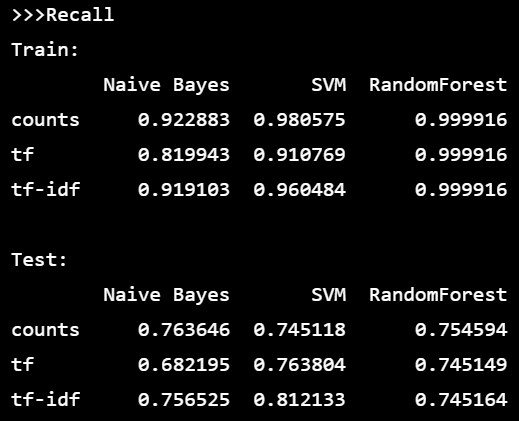 >>>Recall
Train:
Naive Bayes SVM RandomForest
counts 0.922883 0.980575 0.999916
tf 0.819943 0.910769 0.999916
tf-idf 0.919103 0.960484 0.999916
Test:
Naive Bayes SVM RandomForest
counts 0.763646 0.745118 0.754594
tf 0.682195 0.763804 0.745149
tf-idf 0.756525 0.812133 0.745164